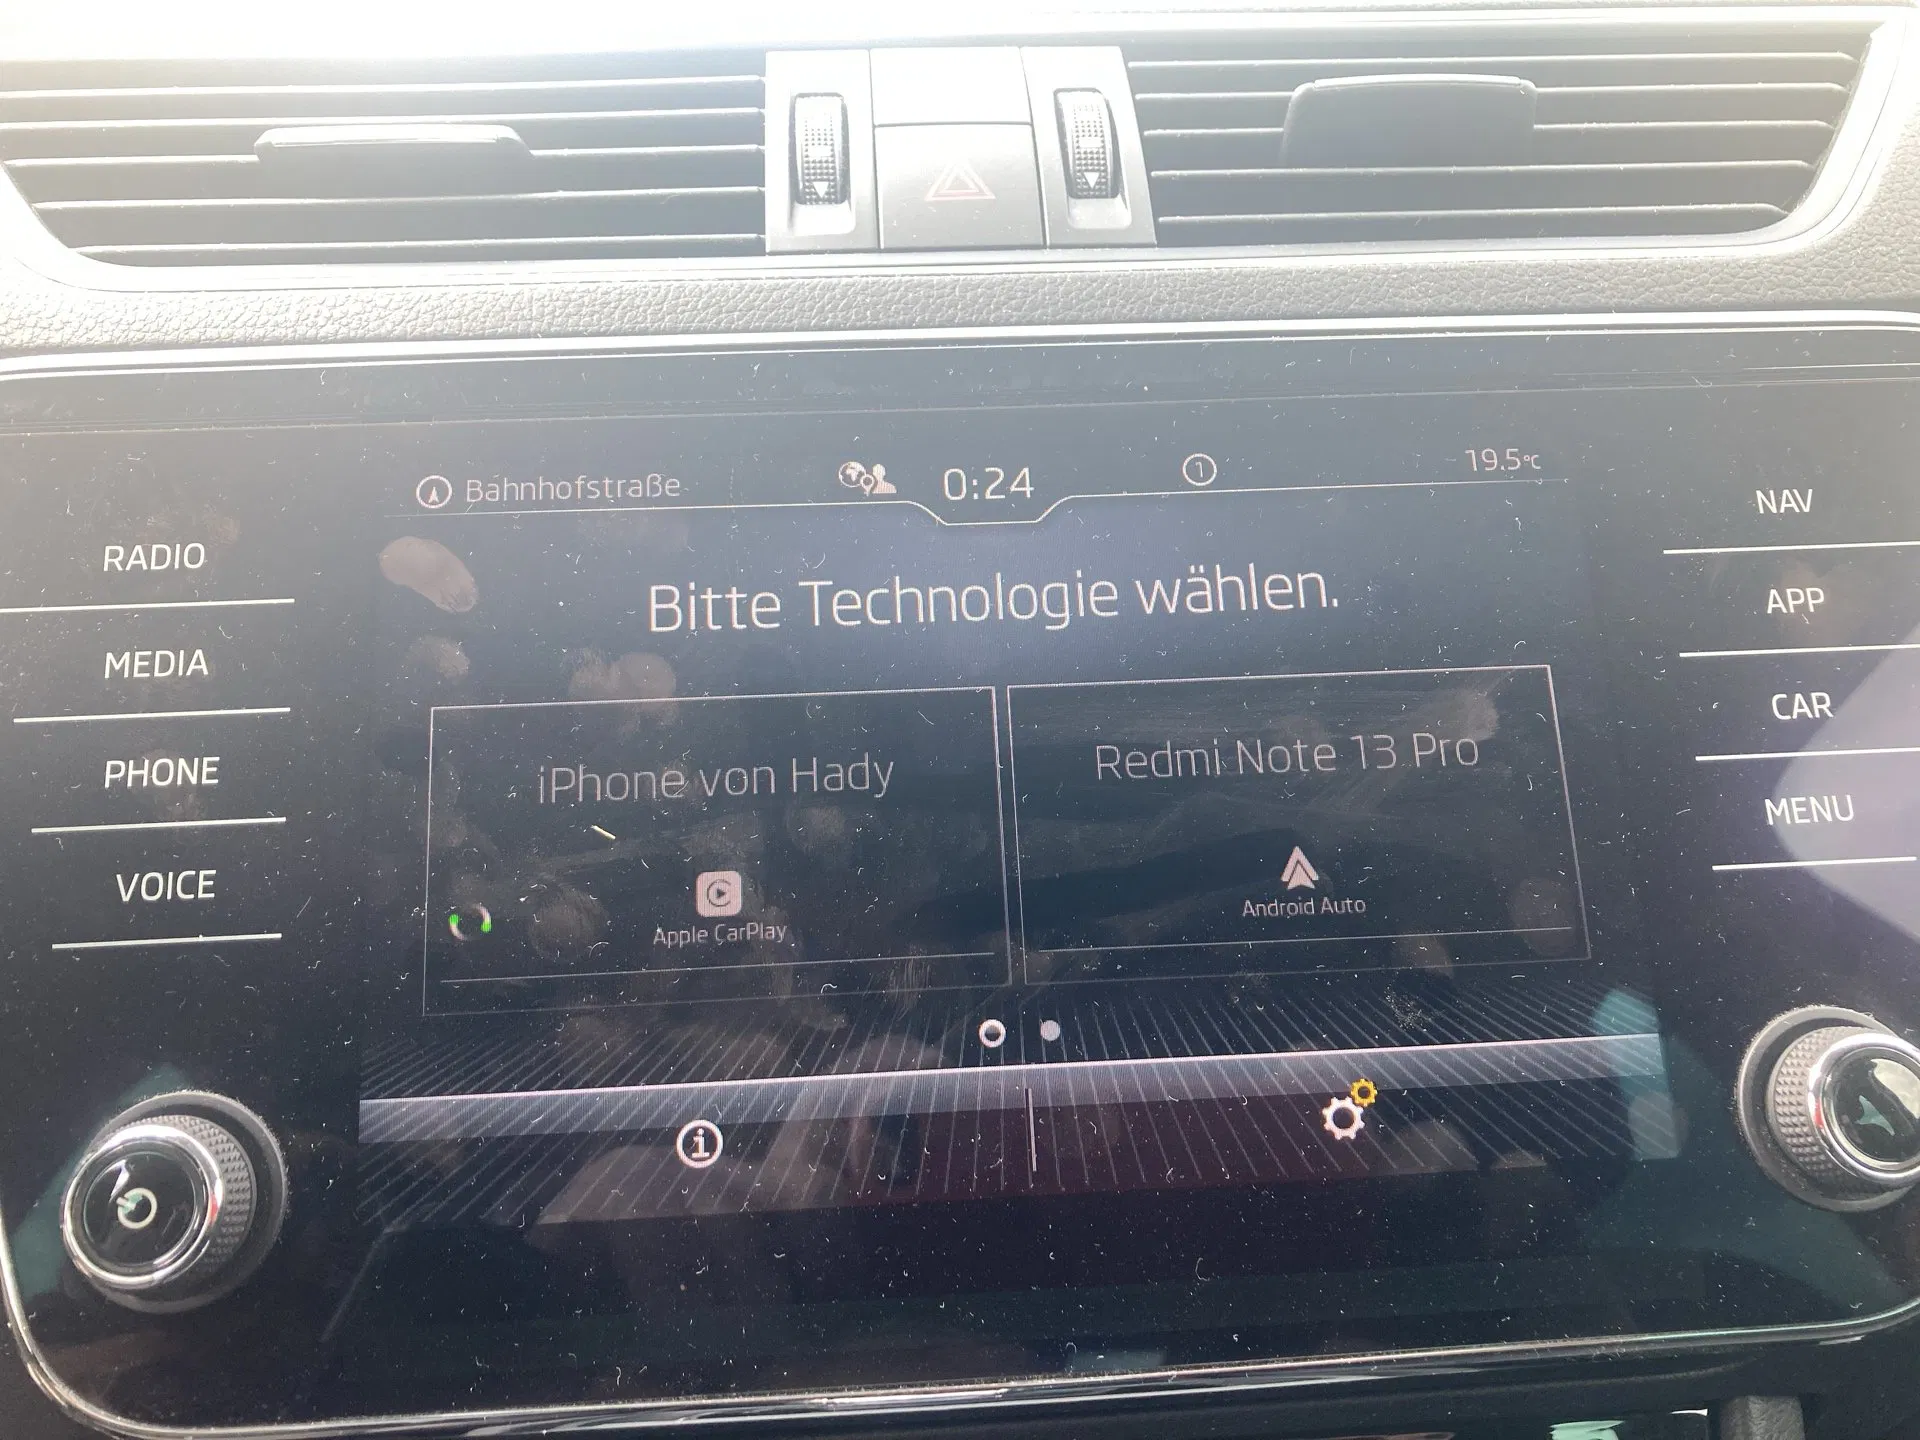 Bahnhofstraße
0:24
1
19.5°C
RADIO
MEDIA
PHONE
VOICE
Bitte Technologie wählen.
iPhone von Hady
Apple CarPlay
Redmi Note 13 Pro
Android Auto
NAV
APP
CAR
MENU
i